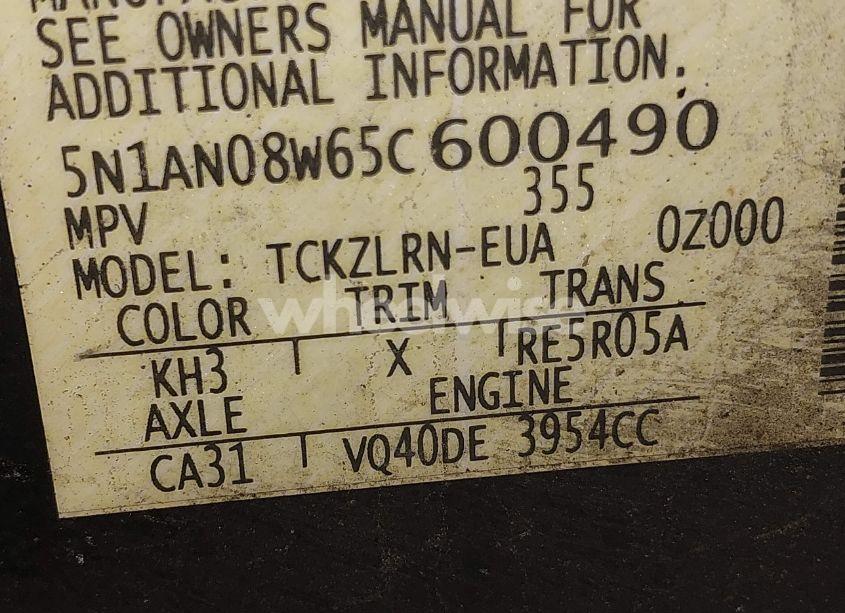 SEE OWNERS MANUAL FOR
ADDITIONAL INFORMATION.
5N1AN08W65C600490
MPV 355
MODEL: TCKZLRN-EUA 0Z000
COLOR TRIM TRANS
KH3 X RE5R05A
AXLE ENGINE
CA31 VQ40DE 3954CC
wheelwise